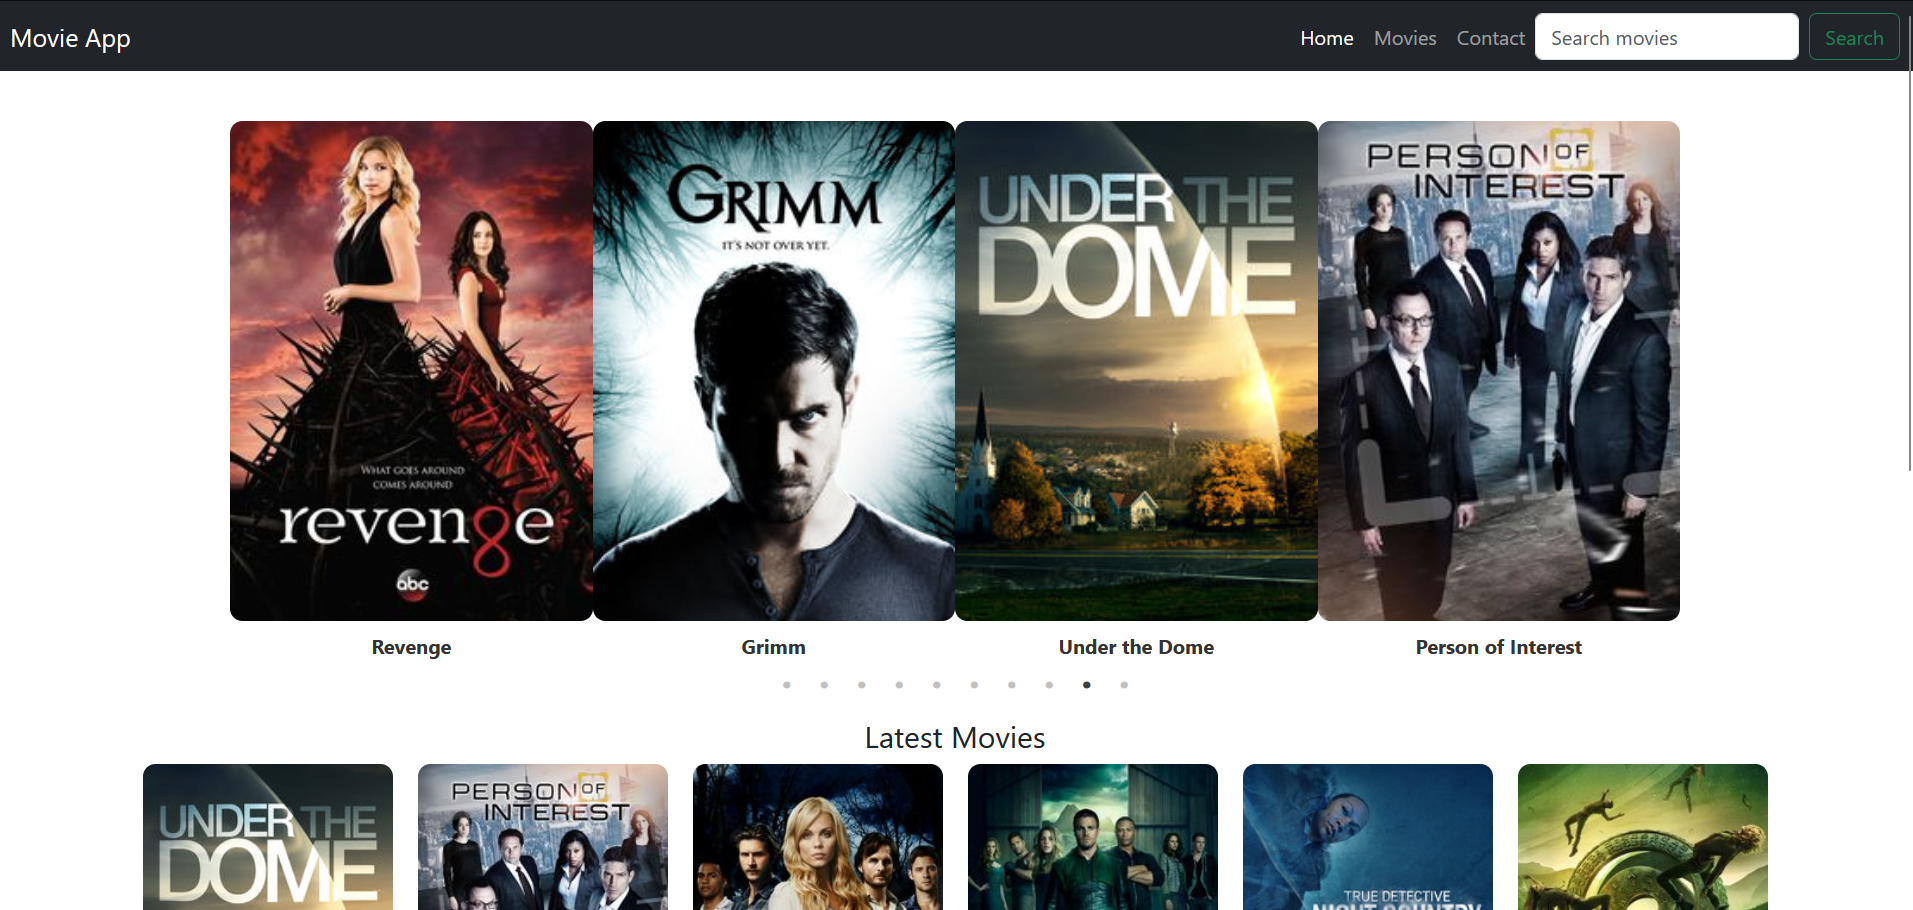 Movie App
Home Movies Contact Search movies Search
WHAT GOES AROUND
COMES AROUND
revenge
abc
GRIMM
IT'S NOT OVER YET.
UNDER THE
DOME
PERSON OF
INTEREST
Revenge
Grimm
Under the Dome
Person of Interest
Latest Movies
UNDER THE
DOME
PERSON OF
INTEREST
TRUE DETECTIVE
NIGHT COUNTRY